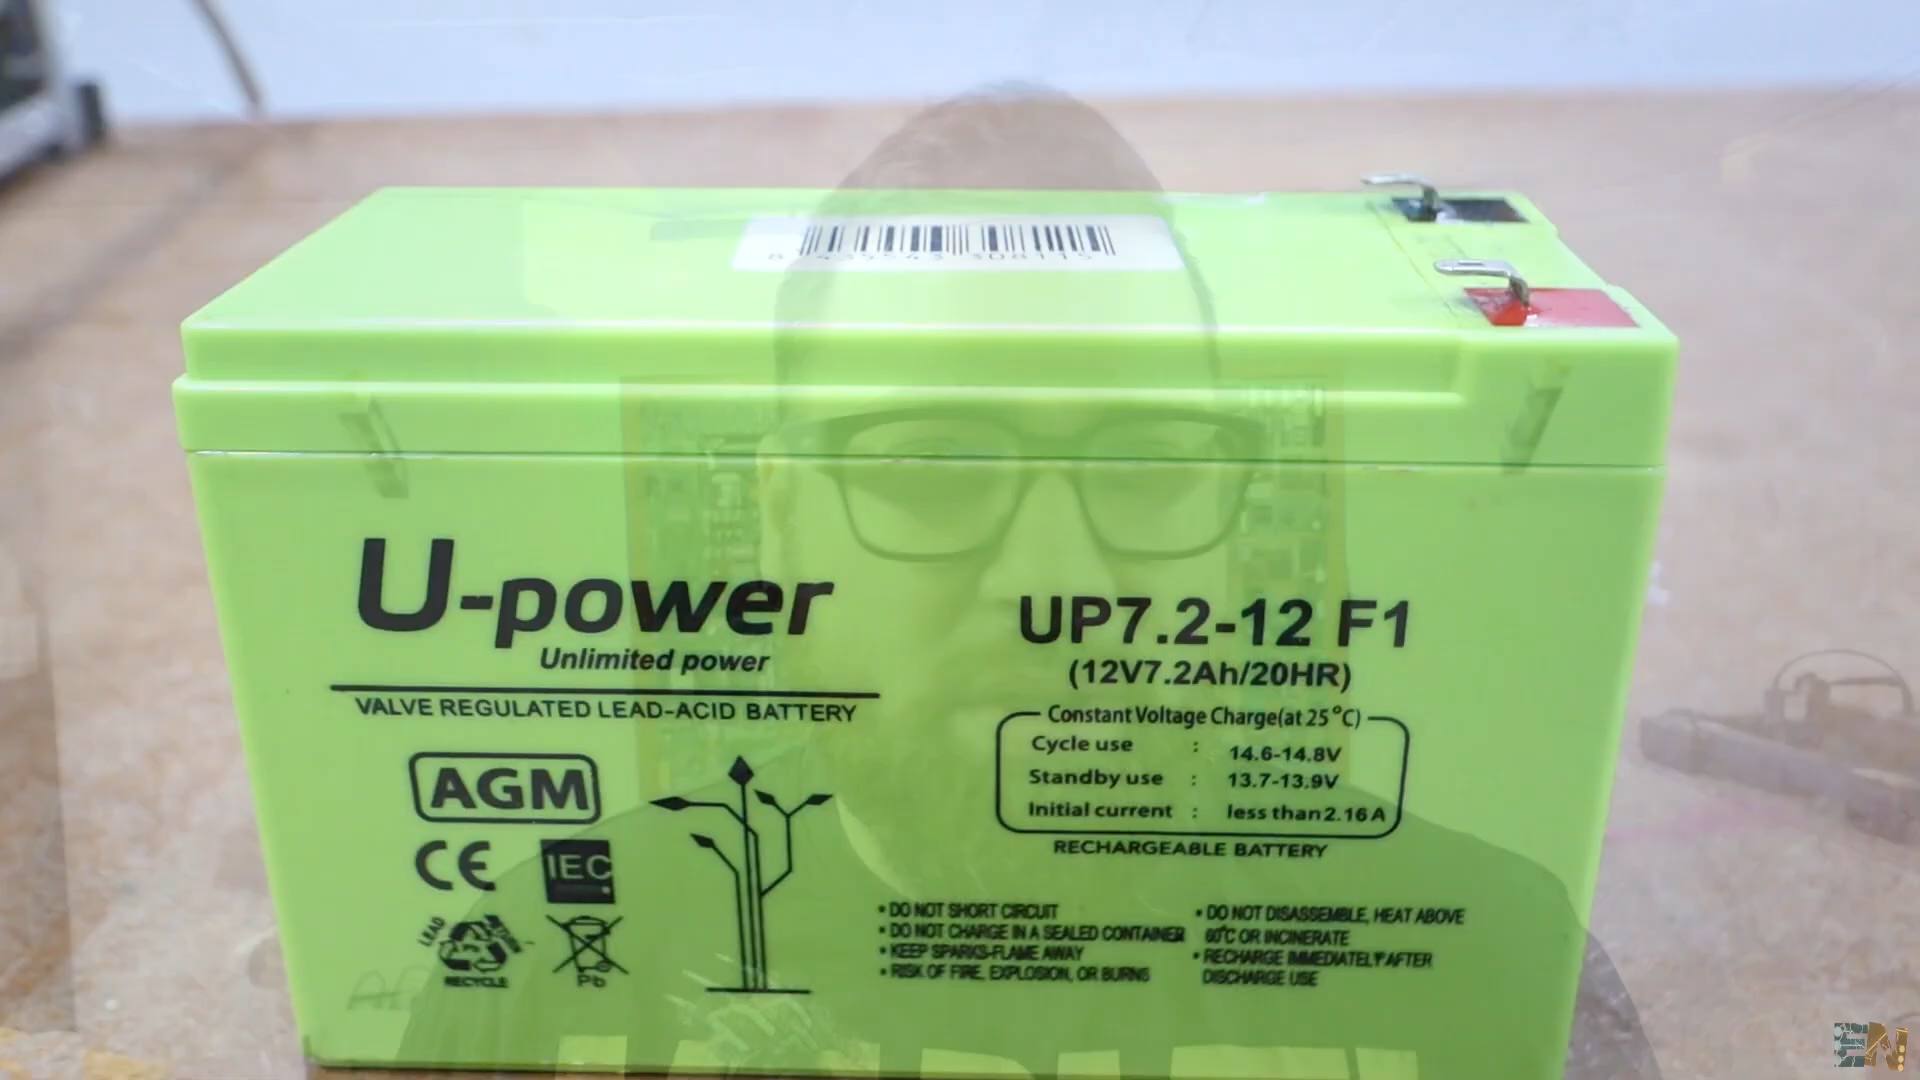 U-power
Unlimited power
VALVE REGULATED LEAD-ACID BATTERY
AGM
CE
IEC
LEAD
RECYCLE
Pb
UP7.2-12 F1
(12V7.2Ah/20HR)
Constant Voltage Charge(at 25°C)
Cycle use : 14.6-14.8V
Standby use : 13.7-13.9V
Initial current : less than 2.16 A
RECHARGEABLE BATTERY
• DO NOT SHORT CIRCUIT
• DO NOT CHARGE IN A SEALED CONTAINER
• KEEP SPARKS-FLAME AWAY
• RISK OF FIRE, EXPLOSION, OR BURNS
• DO NOT DISASSEMBLE, HEAT ABOVE
60°C OR INCINERATE
• RECHARGE IMMEDIATELY AFTER
DISCHARGE USE
EN